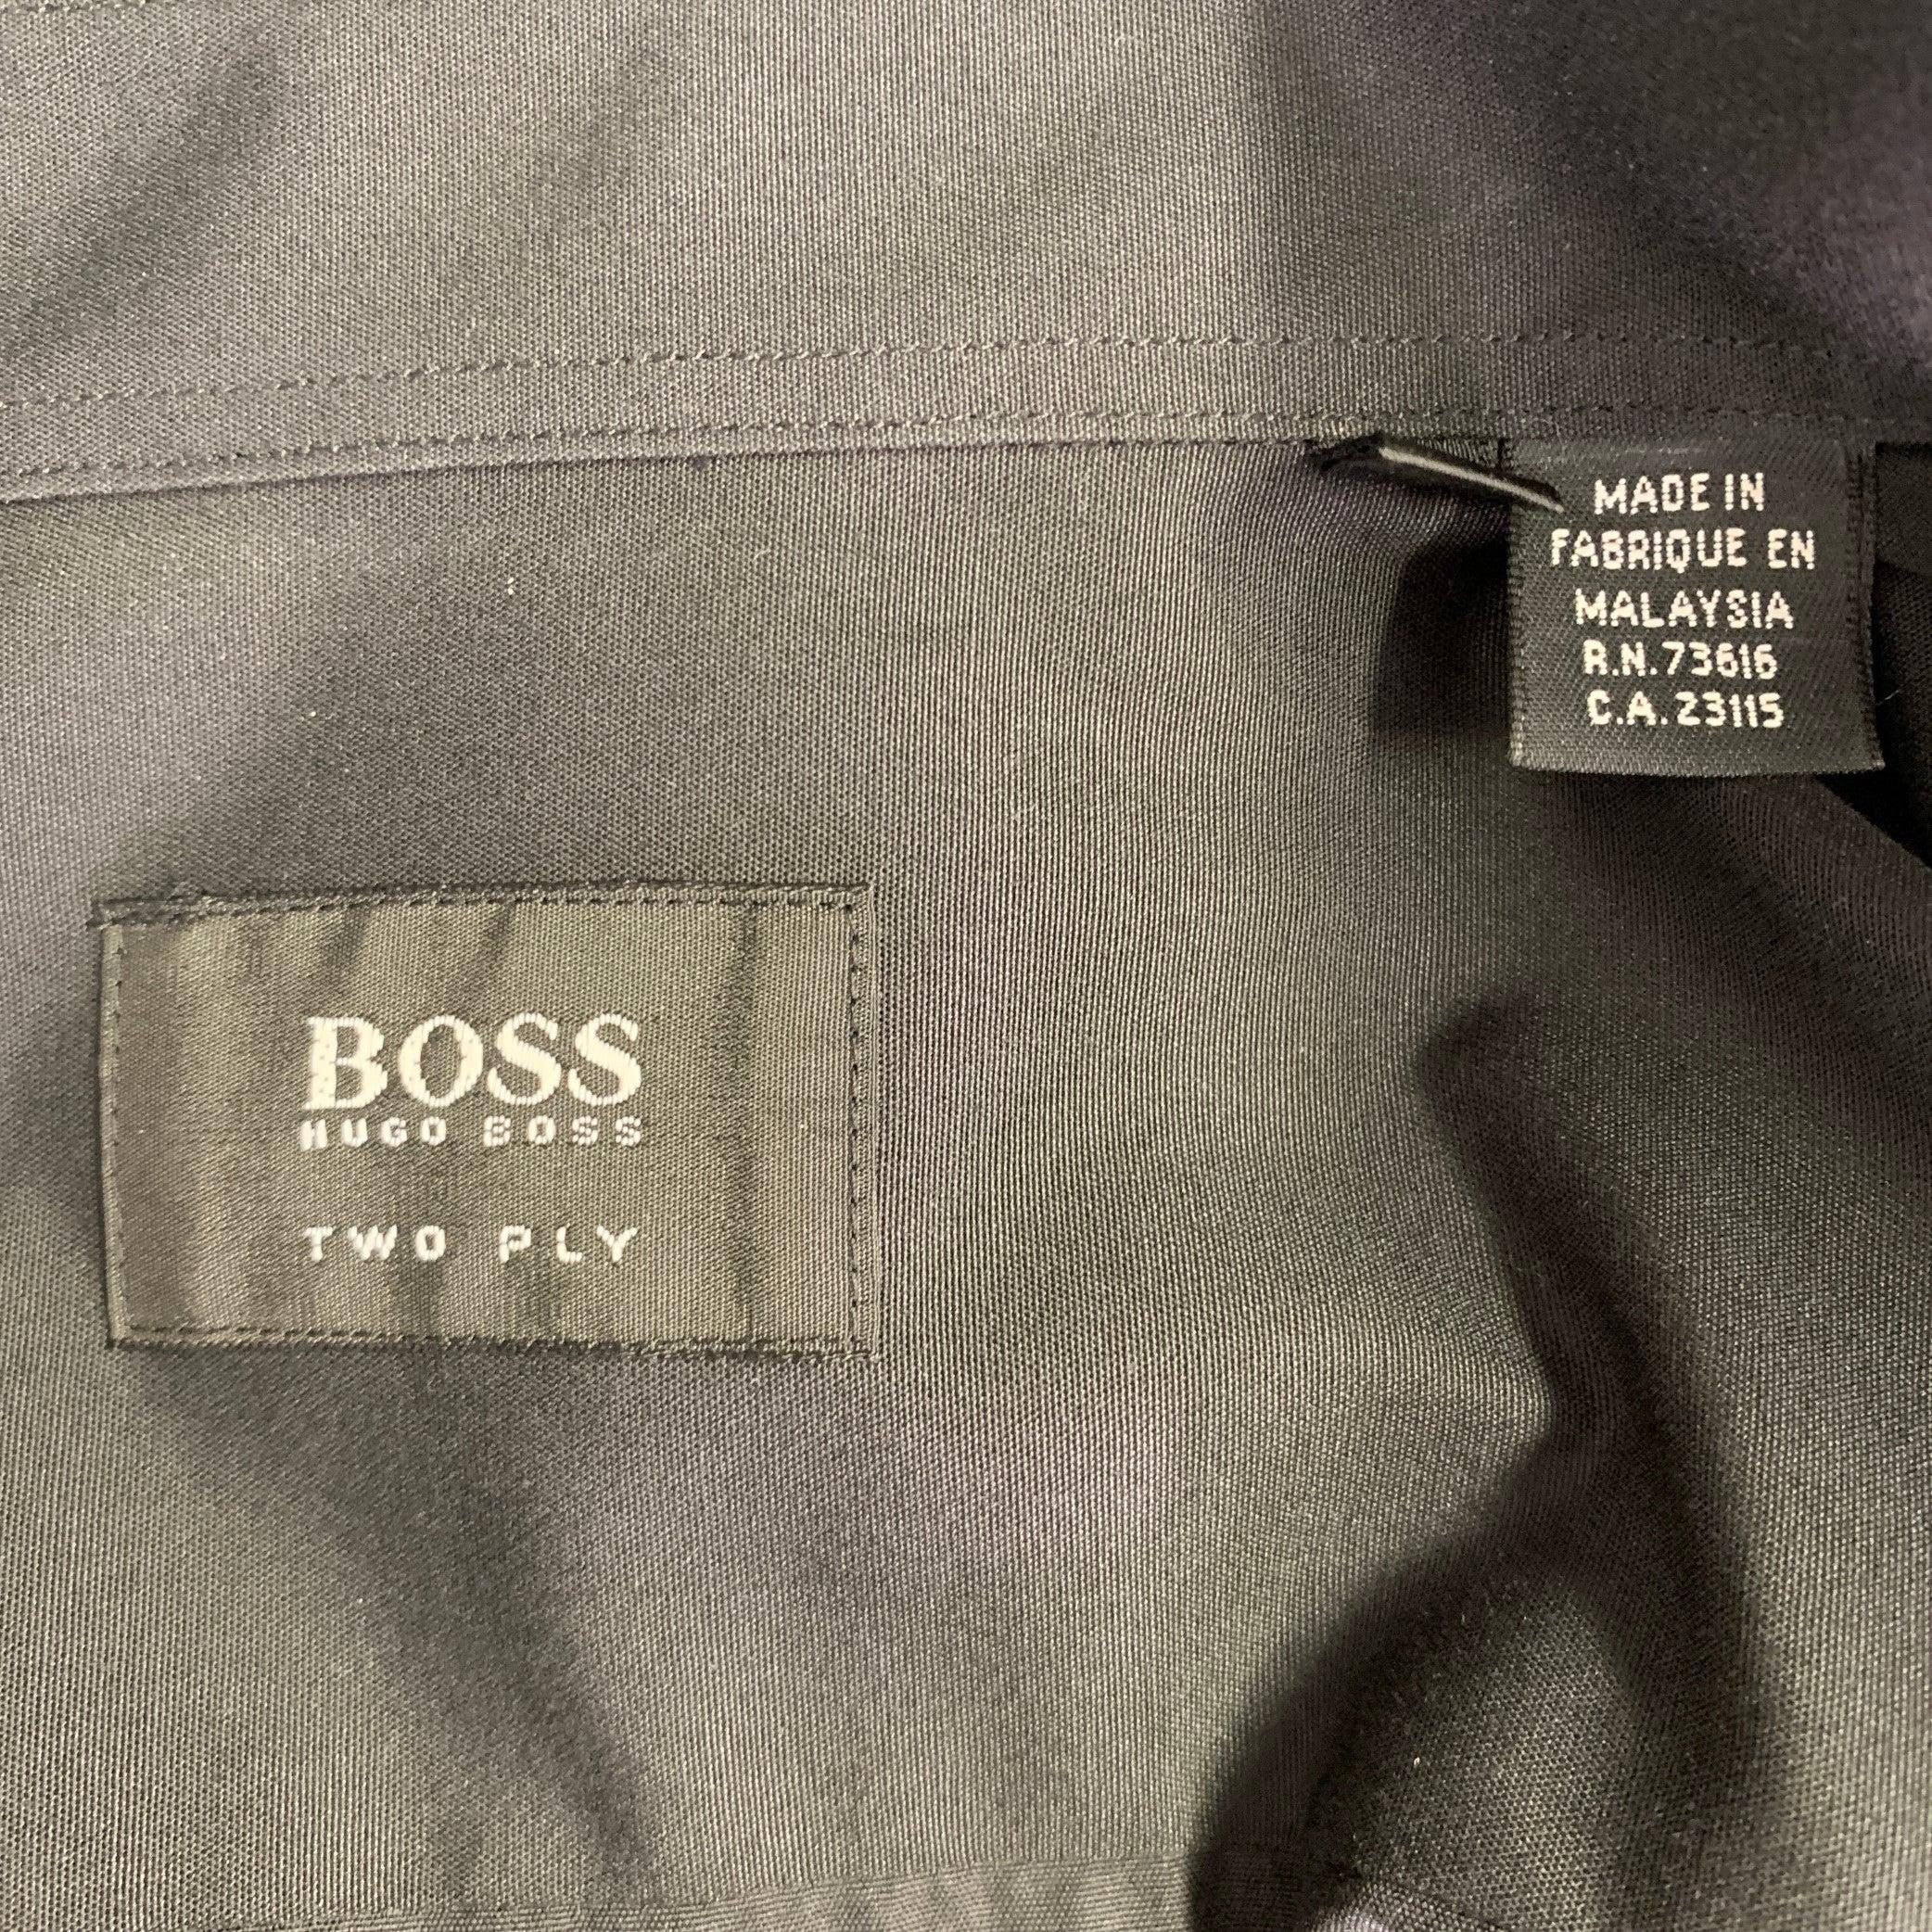 MADE IN
FABRIQUE EN
MALAYSIA
R.N.73616
C.A.23115
BOSS
HUGO BOSS
TWO PLY